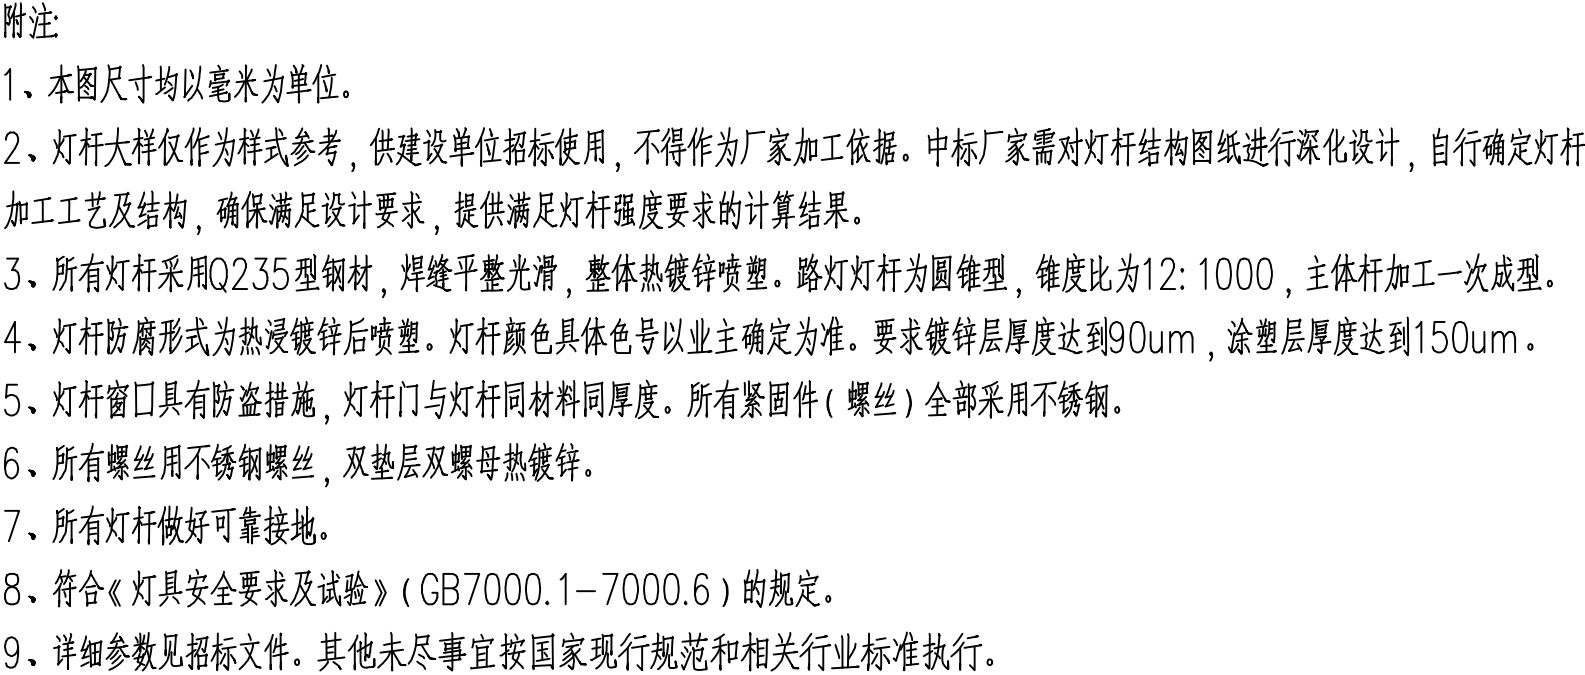 附注:
1、本图尺寸均以毫米为单位。
2、灯杆大样仅作为样式参考，供建设单位招标使用，不得作为厂家加工依据。中标厂家需对灯杆结构图纸进行深化设计，自行确定灯杆
加工工艺及结构，确保满足设计要求，提供满足灯杆强度要求的计算结果。
3、所有灯杆采用Q235型钢材，焊缝平整光滑，整体热镀锌喷塑。路灯灯杆为圆锥型，锥度比为12:1000，主体杆加工一次成型。
4、灯杆防腐形式为热浸镀锌后喷塑。灯杆颜色具体色号以业主确定为准。要求镀锌层厚度达到90um，涂塑层厚度达到150um。
5、灯杆窗口具有防盗措施，灯杆门与灯杆同材料同厚度。所有紧固件(螺丝)全部采用不锈钢。
6、所有螺丝用不锈钢螺丝，双垫层双螺母热镀锌。
7、所有灯杆做好可靠接地。
8、符合《灯具安全要求及试验》(GB7000.1-7000.6)的规定。
9、详细参数见招标文件。其他未尽事宜按国家现行规范和相关行业标准执行。